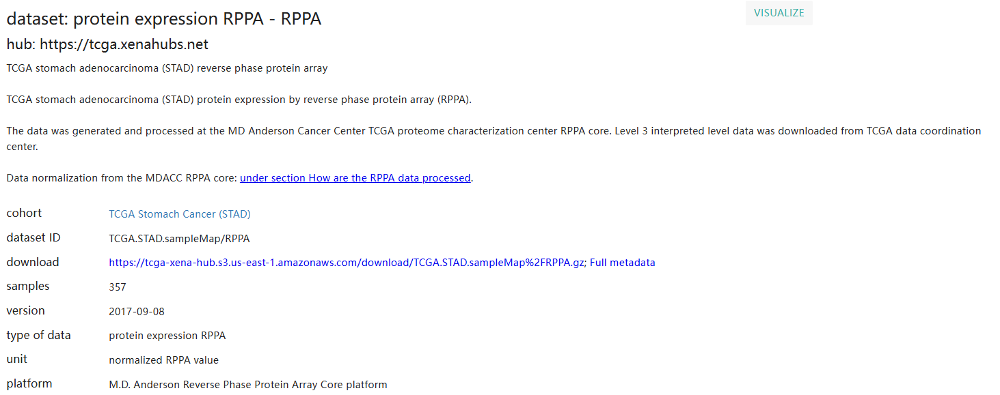 dataset: protein expression RPPA - RPPA
VISUALIZE
hub: https://tcga.xenahubs.net
TCGA stomach adenocarcinoma (STAD) reverse phase protein array
TCGA stomach adenocarcinoma (STAD) protein expression by reverse phase protein array (RPPA).
The data was generated and processed at the MD Anderson Cancer Center TCGA proteome characterization center RPPA core. Level 3 interpreted level data was downloaded from TCGA data coordination
center.
Data normalization from the MDACC RPPA core: under section How are the RPPA data processed.
cohort TCGA Stomach Cancer (STAD)
dataset ID TCGA.STAD.sampleMap/RPPA
download https://tcga-xena-hub.s3.us-east-1.amazonaws.com/download/TCGA.STAD.sampleMap%2FRPPA.gz; Full metadata
samples 357
version 2017-09-08
type of data protein expression RPPA
unit normalized RPPA value
platform M.D. Anderson Reverse Phase Protein Array Core platform